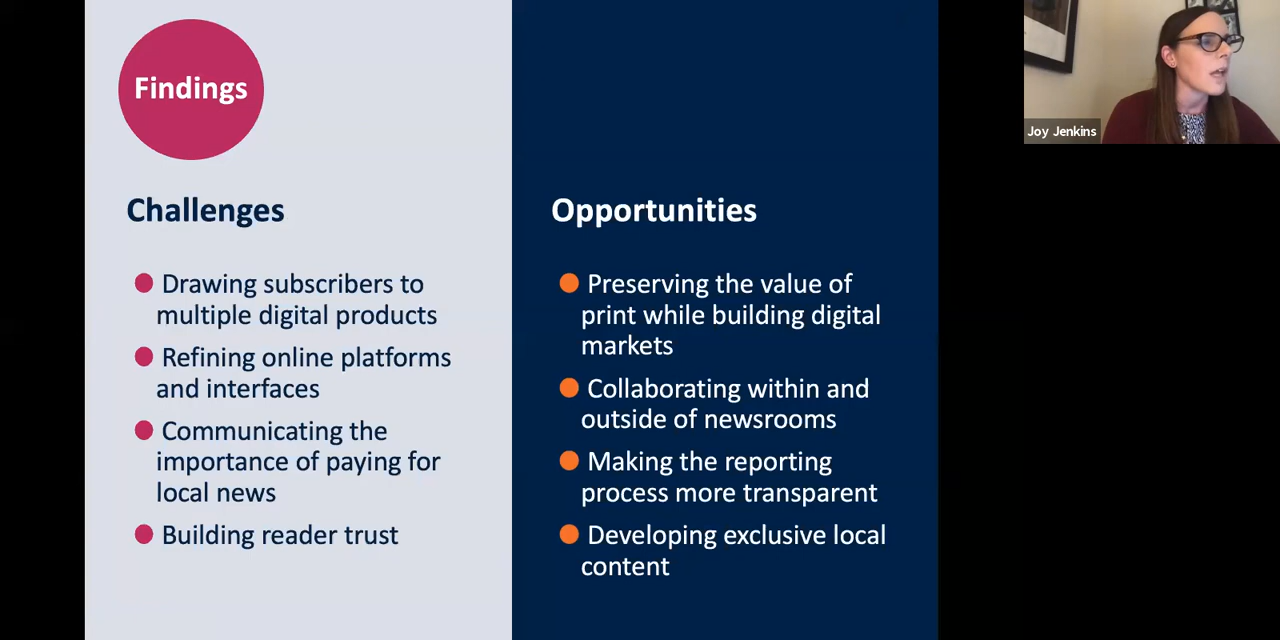 Findings
Challenges
Drawing subscribers to
multiple digital products
Refining online platforms
and interfaces
Communicating the
importance of paying for
local news
Building reader trust
Opportunities
Preserving the value of
print while building digital
markets
Collaborating within and
outside of newsrooms
Making the reporting
process more transparent
Developing exclusive local
content
Joy Jenkins